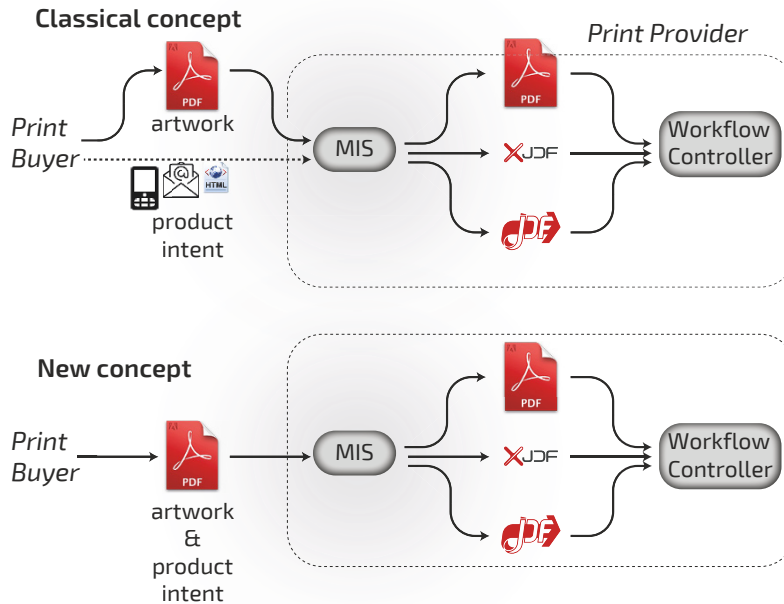 Classical concept
Print Provider
PDF
PDF
artwork
Print
Buyer
MIS
XJDF
Workflow
Controller
@
HTML
product
intent
JDF
New concept
PDF
Print
Buyer
PDF
MIS
XJDF
Workflow
Controller
artwork
&
product
intent
JDF